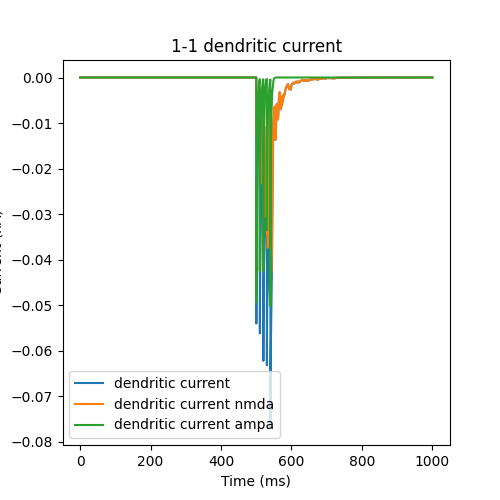 1-1 dendritic current
0.00
−0.01
−0.02
−0.03
−0.04
−0.05
−0.06
−0.07
−0.08
dendritic current
dendritic current nmda
dendritic current ampa
0 200 400 600 800 1000
Time (ms)